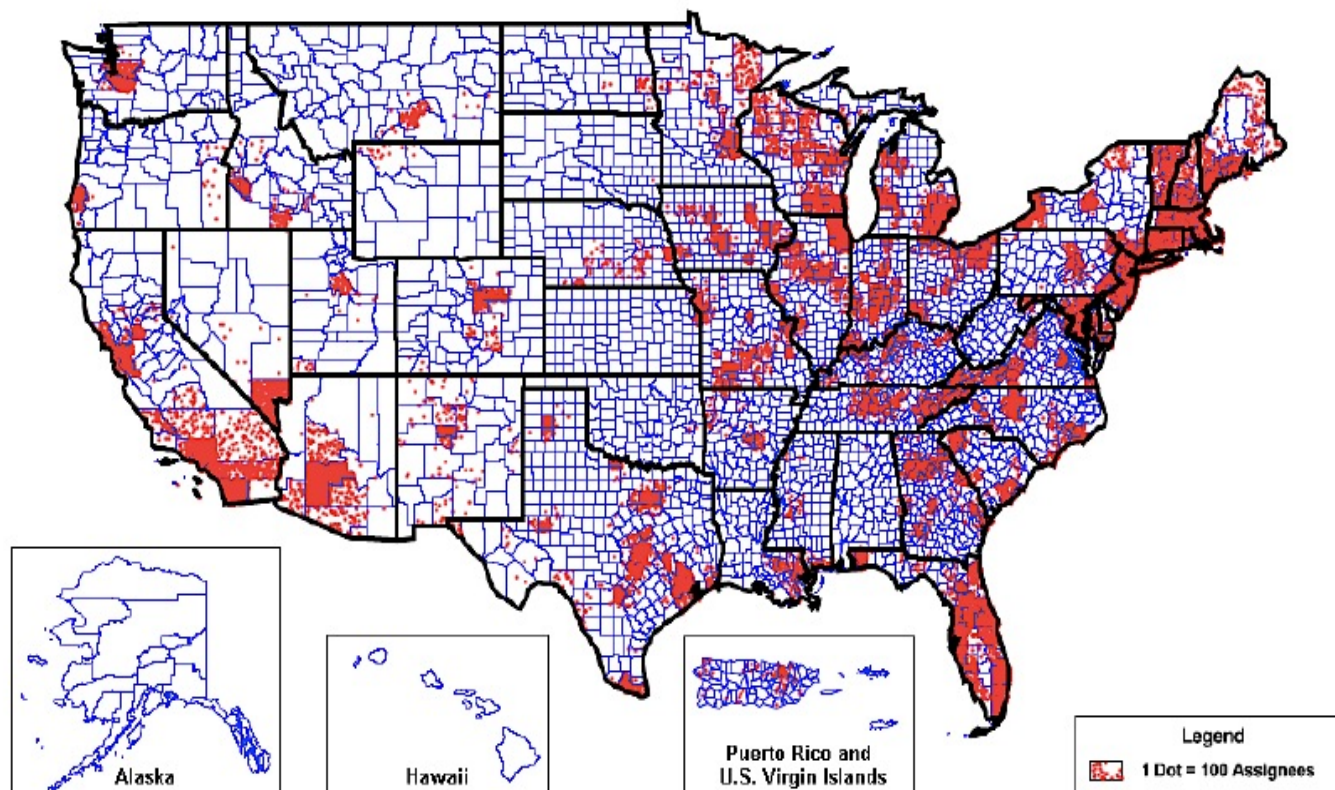 Alaska
Hawaii
Puerto Rico and
U.S. Virgin Islands
Legend
1 Dot = 100 Assignees